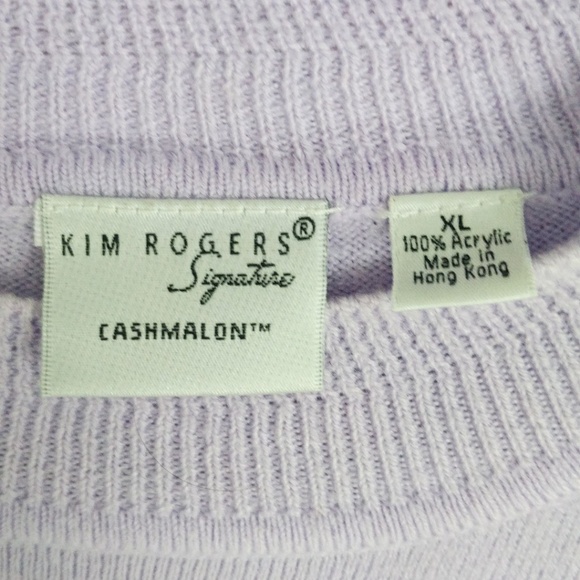 KIM ROGERS®
Signature
CASHMALON™
XL
100% Acrylic
Made in
Hong Kong